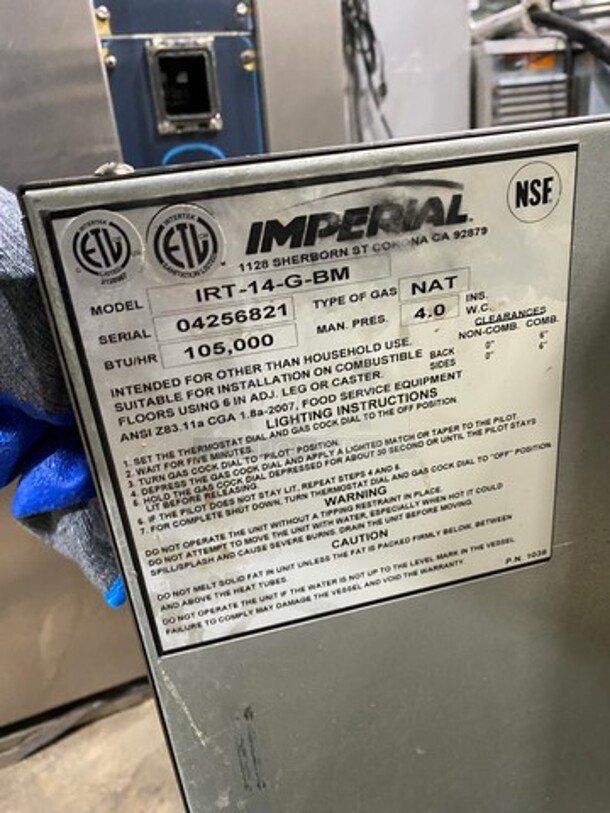 INTERTEK
ETL
CM
LISTED
INTERTEK
ETL
CM
SANITATION LISTED
IMPERIAL
NSF
1128 SHERBORN ST CORONA CA 92879
MODEL IRT-14-G-BM
SERIAL 04256821 TYPE OF GAS NAT
BTU/HR 105,000 MAN. PRES. 4.0 INS. W.C.
CLEARANCES
NON-COMB. COMB.
BACK 0" 6"
SIDES 0" 6"
INTENDED FOR OTHER THAN HOUSEHOLD USE.
SUITABLE FOR INSTALLATION ON COMBUSTIBLE
FLOORS USING 6 IN ADJ. LEG OR CASTER.
ANSI Z83.11a CGA 1.8a-2007, FOOD SERVICE EQUIPMENT
LIGHTING INSTRUCTIONS
1. SET THE THERMOSTAT DIAL AND GAS COCK DIAL TO THE OFF POSITION.
2. WAIT FOR FIVE MINUTES.
3. TURN GAS COCK DIAL TO "PILOT" POSITION.
4. DEPRESS THE GAS COCK DIAL AND APPLY A LIGHTED MATCH OR TAPER TO THE PILOT.
5. HOLD THE GAS COCK DIAL DEPRESSED FOR ABOUT 30 SECOND OR UNTIL THE PILOT STAYS
LIT BEFORE RELEASING.
6. IF THE PILOT DOES NOT STAY LIT, REPEAT STEPS 4 AND 5.
7. FOR COMPLETE SHUT DOWN, TURN THERMOSTAT DIAL AND GAS COCK DIAL TO "OFF" POSITION
WARNING
DO NOT OPERATE THE UNIT WITHOUT A TIPPING RESTRAINT IN PLACE.
DO NOT ATTEMPT TO MOVE THE UNIT WITH WATER, ESPECIALLY WHEN HOT IT COULD
SPILL/SPLASH AND CAUSE SEVERE BURNS. DRAIN THE UNIT BEFORE MOVING.
CAUTION
DO NOT MELT SOLID FAT IN UNIT UNLESS THE FAT IS PACKED FIRMLY BELOW, BETWEEN
AND ABOVE THE HEAT TUBES.
DO NOT OPERATE THE UNIT IF THE WATER IS NOT UP TO THE LEVEL MARK IN THE VESSEL
FAILURE TO COMPLY MAY DAMAGE THE VESSEL AND VOID THE WARRANTY.
P.N. 1038